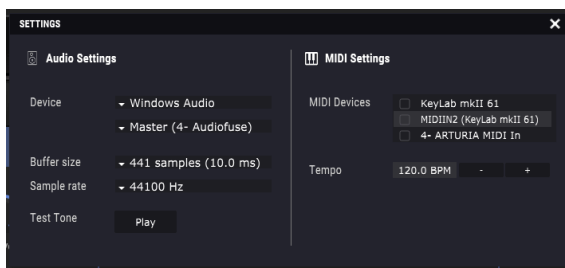 SETTINGS
Audio Settings
Device
Windows Audio
Master (4- Audiofuse)
Buffer size
441 samples (10.0 ms)
Sample rate
44100 Hz
Test Tone
Play
MIDI Settings
MIDI Devices
KeyLab mkII 61
MIDIIN2 (KeyLab mkII 61)
4- ARTURIA MIDI In
Tempo
120.0 BPM
-
+